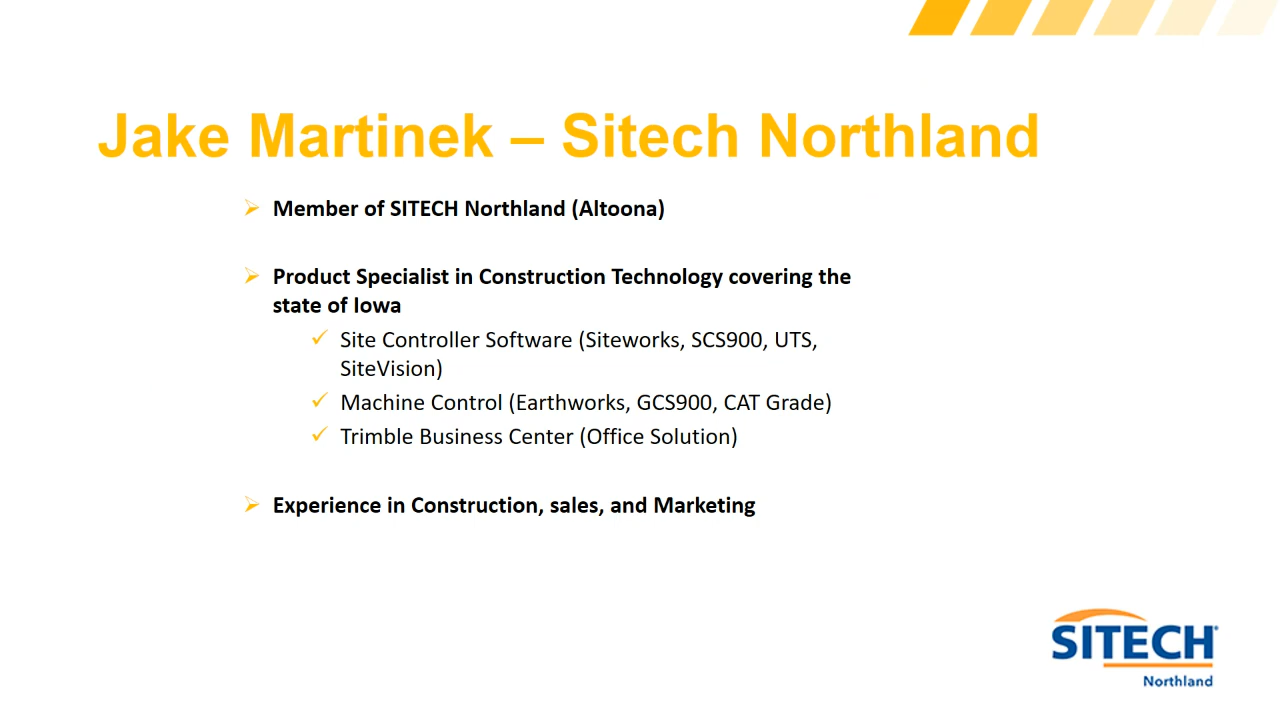 Jake Martinek – Sitech Northland
Member of SITECH Northland (Altoona)
Product Specialist in Construction Technology covering the
state of Iowa
Site Controller Software (Siteworks, SCS900, UTS,
SiteVision)
Machine Control (Earthworks, GCS900, CAT Grade)
Trimble Business Center (Office Solution)
Experience in Construction, sales, and Marketing
SITECH
Northland